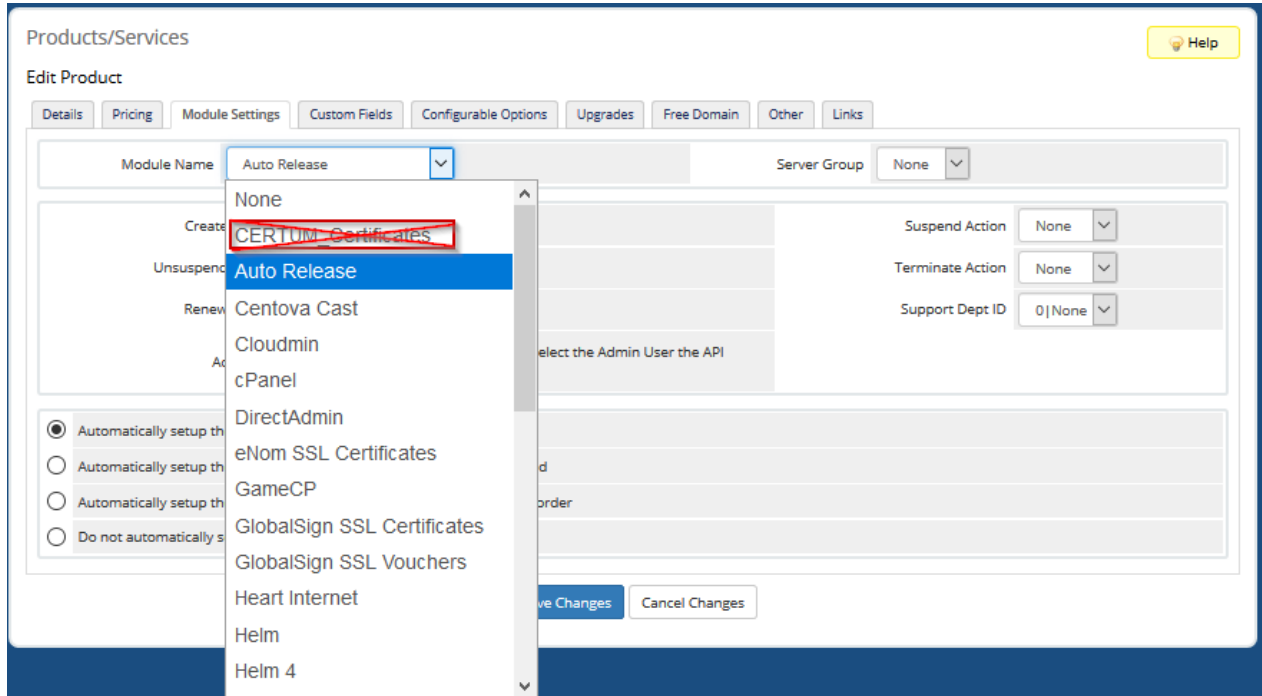 Products/Services
Help
Edit Product
Details Pricing Module Settings Custom Fields Configurable Options Upgrades Free Domain Other Links
Module Name Auto Release Server Group None
None
Create Suspend Action None
CERTUM_Certificates
Unsuspend Auto Release Terminate Action None
Renew Centova Cast Support Dept ID 0|None
Cloudmin
elect the Admin User the API
cPanel
DirectAdmin
Automatically setup th
eNom SSL Certificates
Automatically setup th d
GameCP
Automatically setup th order
GlobalSign SSL Certificates
Do not automatically s
GlobalSign SSL Vouchers
Heart Internet ve Changes Cancel Changes
Helm
Helm 4